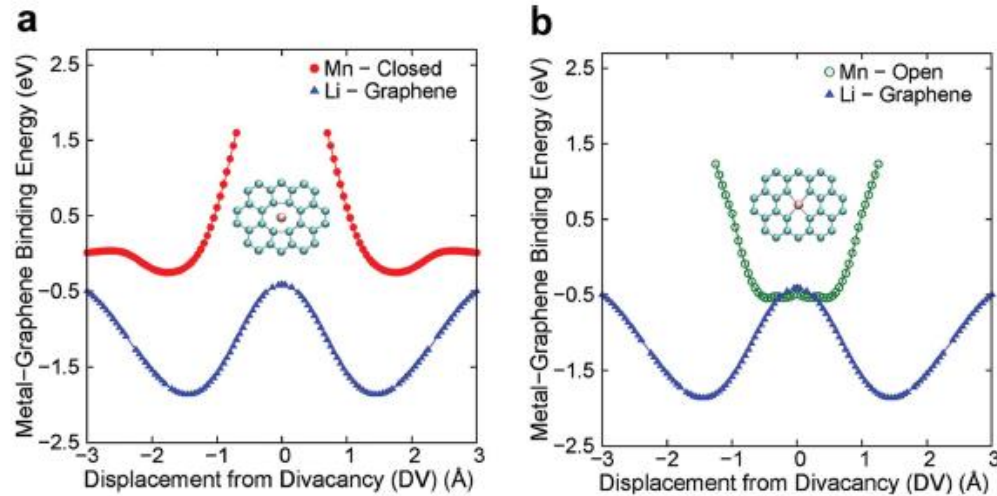 a
Metal−Graphene Binding Energy (eV)
2.5
1.5
0.5
−0.5
−1.5
−2.5
Mn − Closed
Li − Graphene
−3 −2 −1 0 1 2 3
Displacement from Divacancy (DV) (Å)
b
Metal−Graphene Binding Energy (eV)
2.5
1.5
0.5
−0.5
−1.5
−2.5
Mn − Open
Li − Graphene
−3 −2 −1 0 1 2 3
Displacement from Divacancy (DV) (Å)